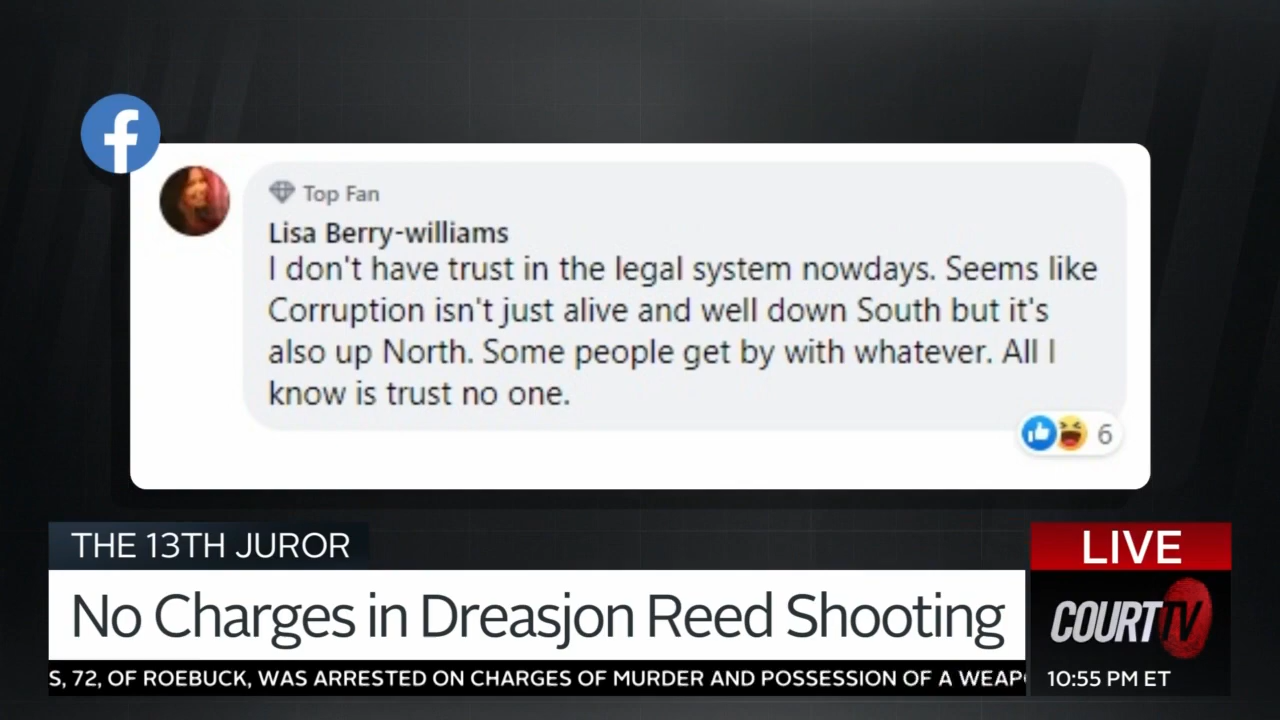 f
Top Fan
Lisa Berry-williams
I don't have trust in the legal system nowdays. Seems like
Corruption isn't just alive and well down South but it's
also up North. Some people get by with whatever. All I
know is trust no one.
6
THE 13TH JUROR
No Charges in Dreasjon Reed Shooting
S, 72, OF ROEBUCK, WAS ARRESTED ON CHARGES OF MURDER AND POSSESSION OF A WEAP
LIVE
COURT TV
10:55 PM ET